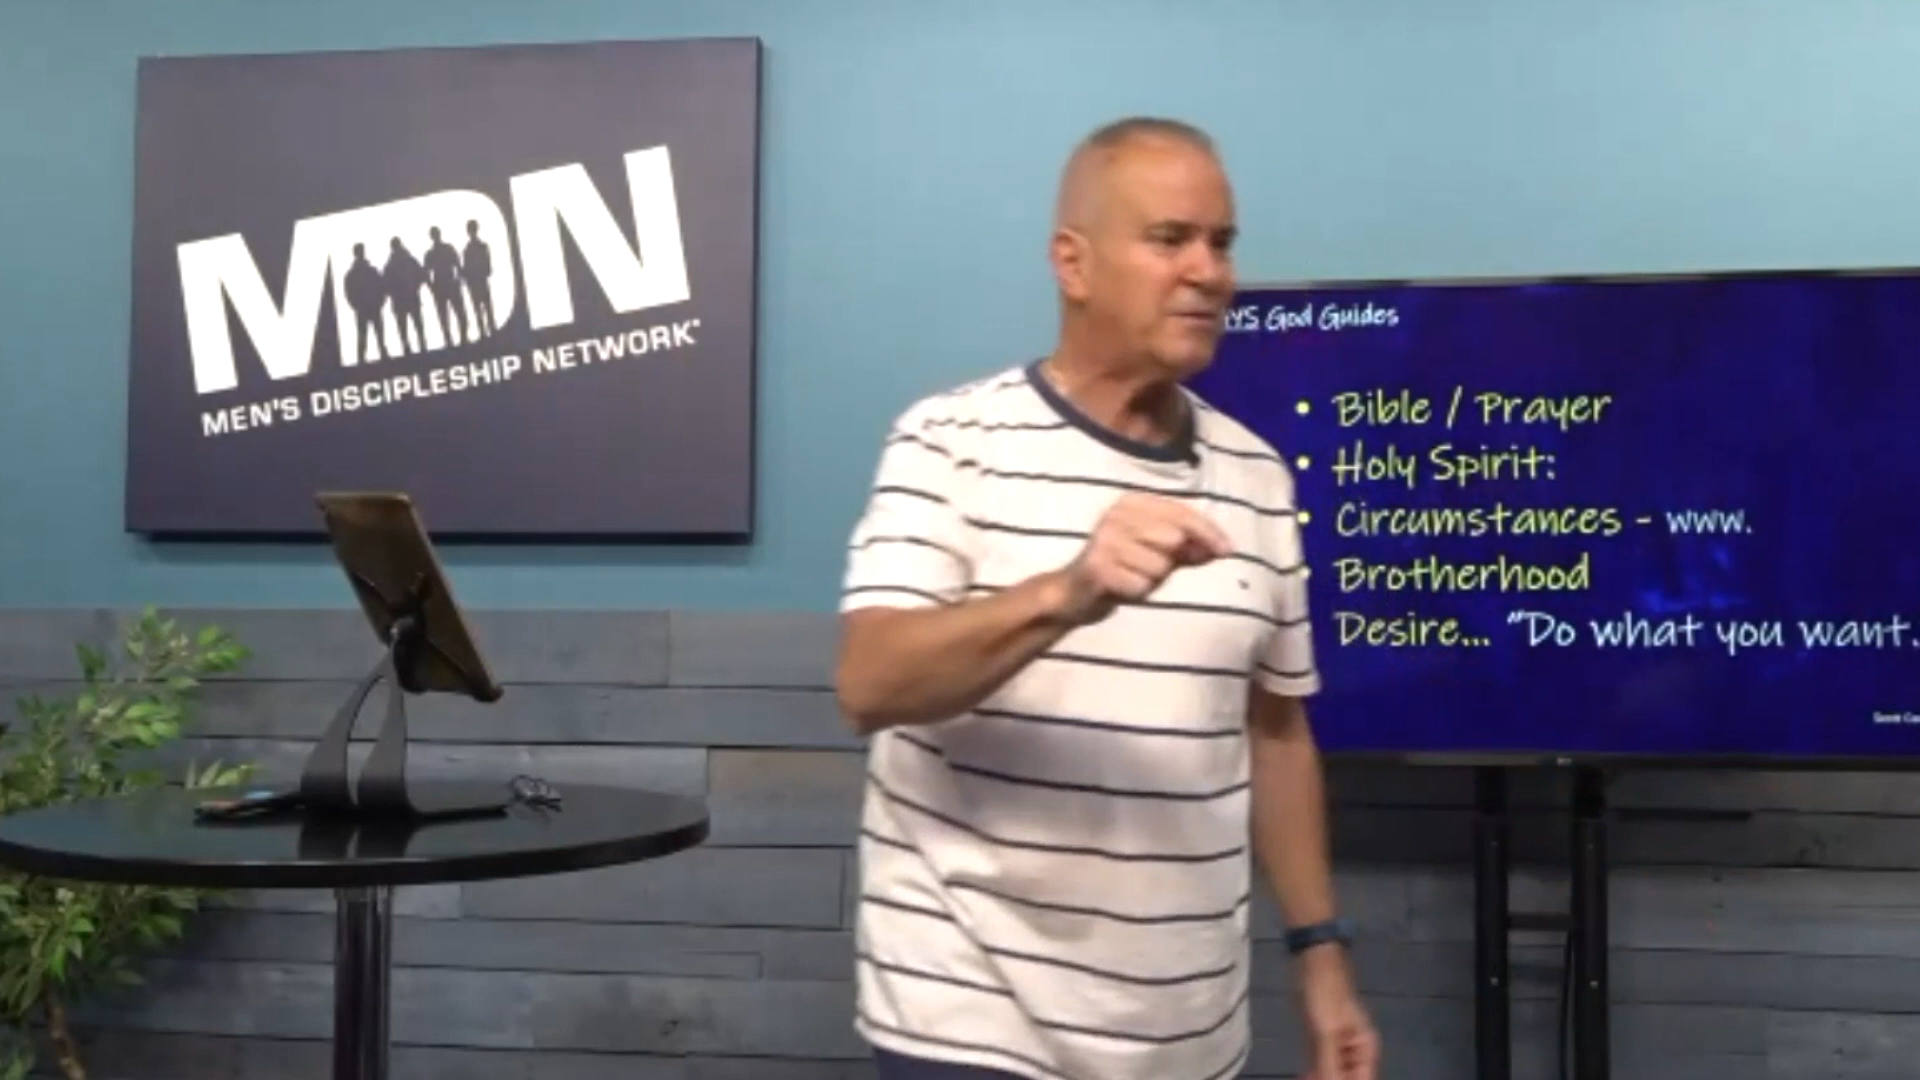 MDN
MEN'S DISCIPLESHIP NETWORK
God Guides
• Bible / Prayer
• Holy Spirit:
• Circumstances - www.
• Brotherhood
Desire... "Do what you want.